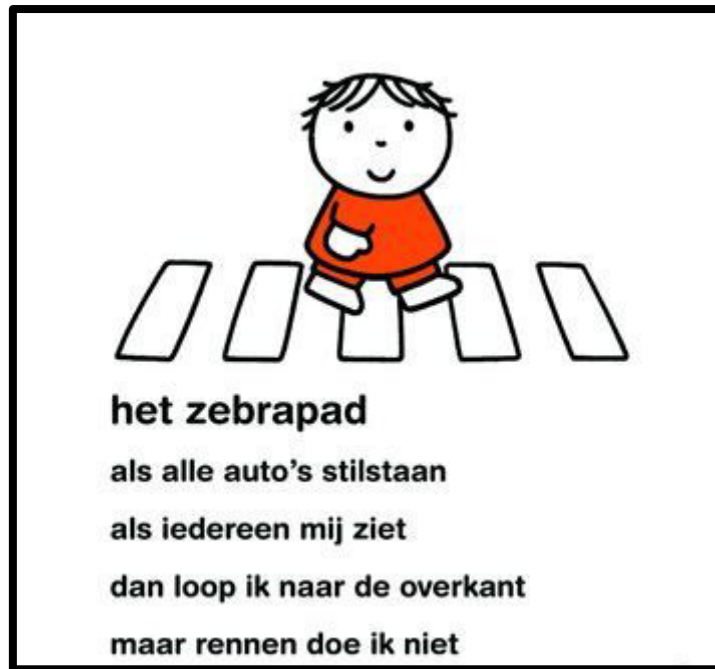 het zebrapad
als alle auto's stilstaan
als iedereen mij ziet
dan loop ik naar de overkant
maar rennen doe ik niet